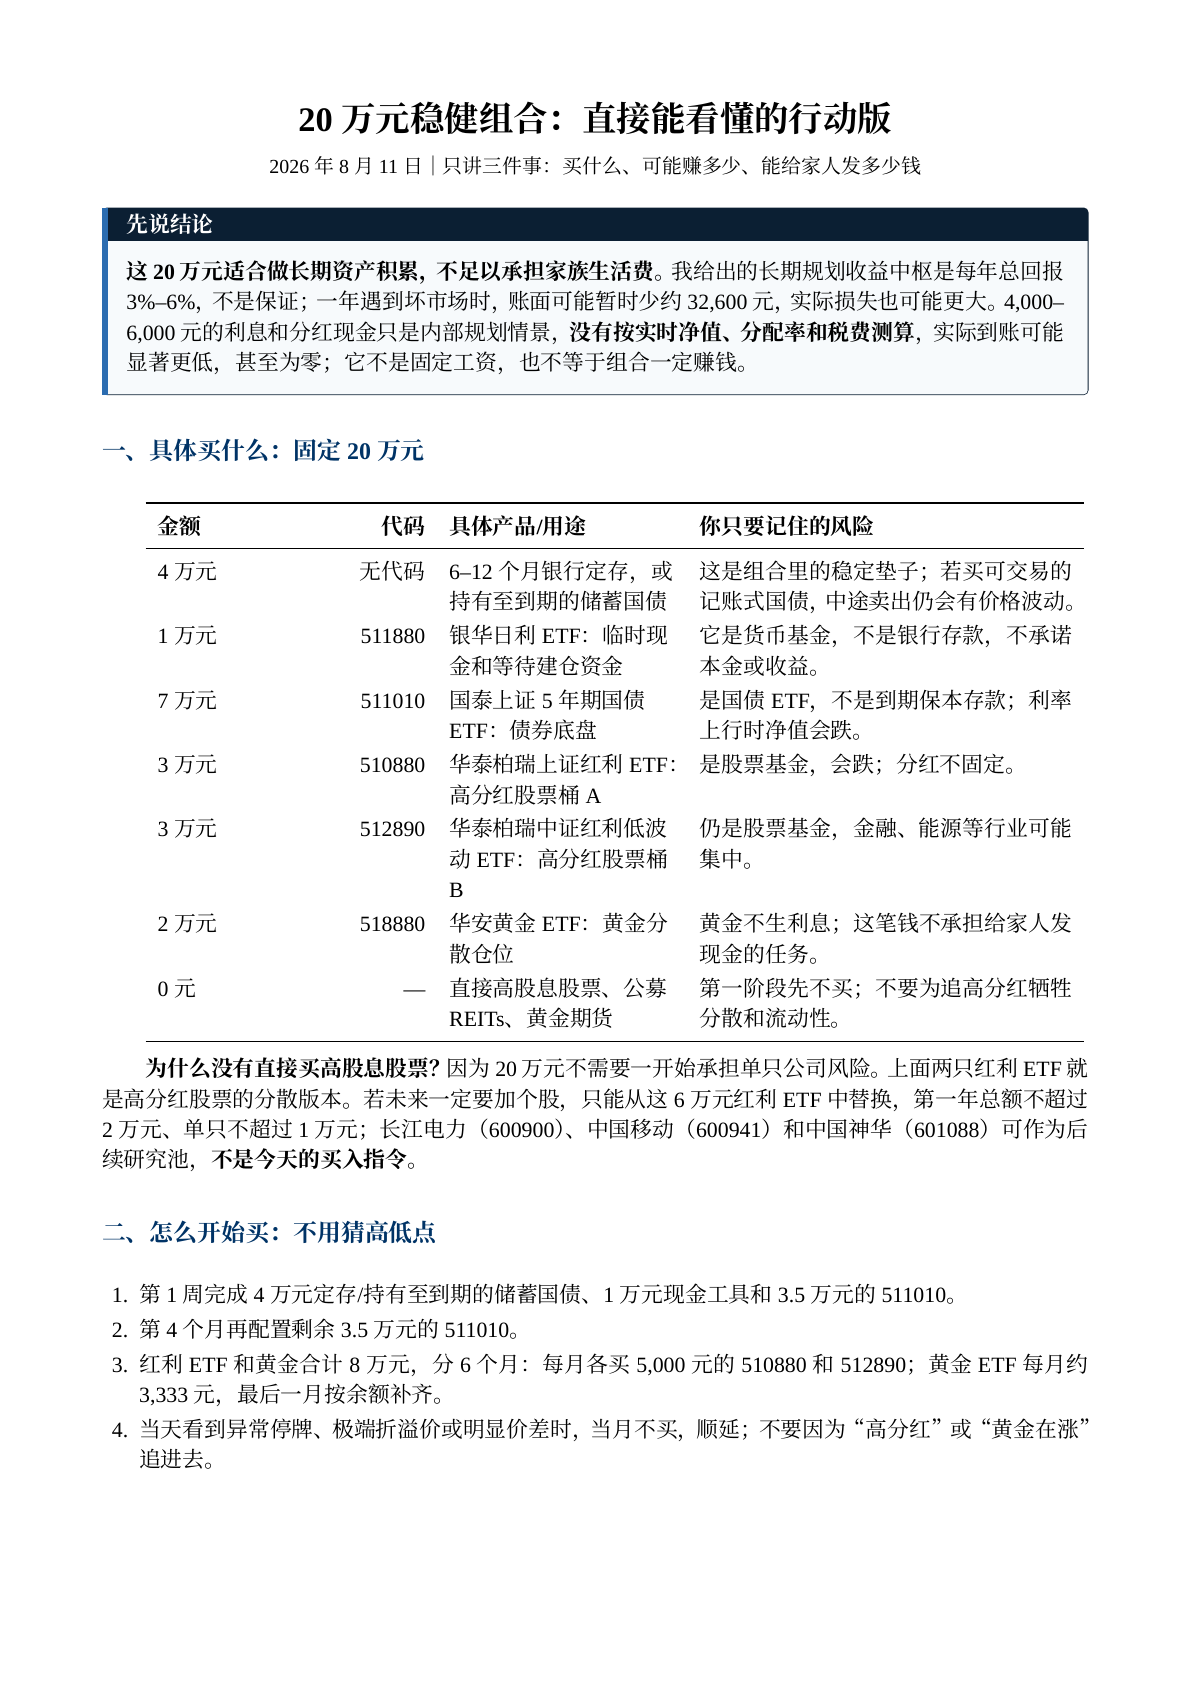 20 万元稳健组合：直接能看懂的行动版
2026 年 8 月 11 日｜只讲三件事：买什么、可能赚多少、能给家人发多少钱
先说结论
这 20 万元适合做长期资产积累，不足以承担家族生活费。我给出的长期规划收益中枢是每年总回报
3%–6%，不是保证；一年遇到坏市场时，账面可能暂时少约 32,600 元，实际损失也可能更大。4,000–
6,000 元的利息和分红现金只是内部规划情景，没有按实时净值、分配率和税费测算，实际到账可能
显著更低，甚至为零；它不是固定工资，也不等于组合一定赚钱。
一、具体买什么：固定 20 万元
金额 代码 具体产品/用途 你只要记住的风险
4 万元 无代码 6–12 个月银行定存，或 这是组合里的稳定垫子；若买可交易的
持有至到期的储蓄国债 记账式国债，中途卖出仍会有价格波动。
1 万元 511880 银华日利 ETF：临时现 它是货币基金，不是银行存款，不承诺
金和等待建仓资金 本金或收益。
7 万元 511010 国泰上证 5 年期国债 是国债 ETF，不是到期保本存款；利率
ETF：债券底盘 上行时净值会跌。
3 万元 510880 华泰柏瑞上证红利 ETF： 是股票基金，会跌；分红不固定。
高分红股票桶 A
3 万元 512890 华泰柏瑞中证红利低波 仍是股票基金，金融、能源等行业可能
动 ETF：高分红股票桶 集中。
B
2 万元 518880 华安黄金 ETF：黄金分 黄金不生利息；这笔钱不承担给家人发
散仓位 现金的任务。
0 元 — 直接高股息股票、公募 第一阶段先不买；不要为追高分红牺牲
REITs、黄金期货 分散和流动性。
为什么没有直接买高股息股票？因为 20 万元不需要一开始承担单只公司风险。上面两只红利 ETF 就
是高分红股票的分散版本。若未来一定要加个股，只能从这 6 万元红利 ETF 中替换，第一年总额不超过
2 万元、单只不超过 1 万元；长江电力（600900）、中国移动（600941）和中国神华（601088）可作为后
续研究池，不是今天的买入指令。
二、怎么开始买：不用猜高低点
1. 第 1 周完成 4 万元定存/持有至到期的储蓄国债、1 万元现金工具和 3.5 万元的 511010。
2. 第 4 个月再配置剩余 3.5 万元的 511010。
3. 红利 ETF 和黄金合计 8 万元，分 6 个月：每月各买 5,000 元的 510880 和 512890；黄金 ETF 每月约
3,333 元，最后一月按余额补齐。
4. 当天看到异常停牌、极端折溢价或明显价差时，当月不买，顺延；不要因为“高分红”或“黄金在涨”
追进去。